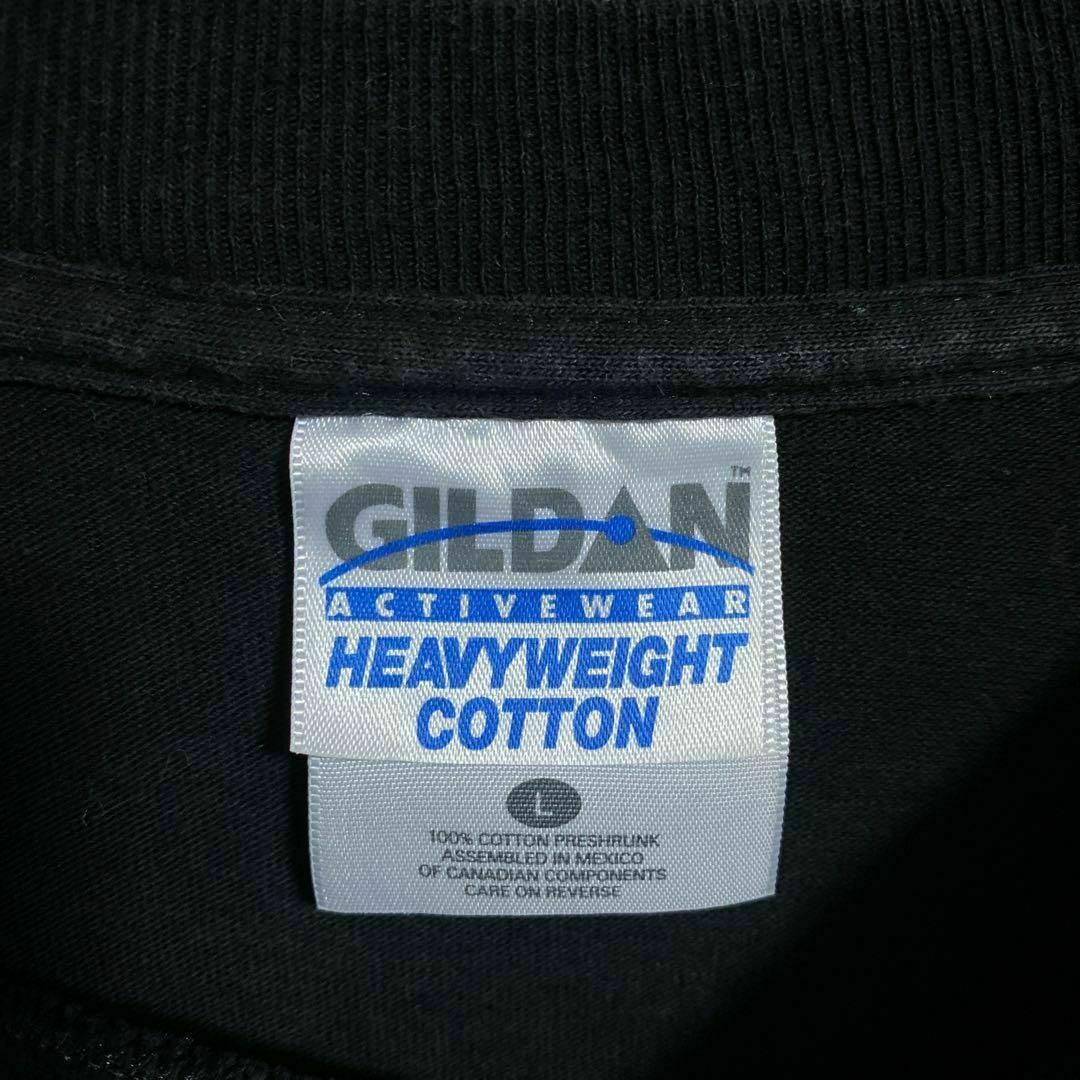 GILDAN™
ACTIVEWEAR
HEAVYWEIGHT
COTTON
L
100% COTTON PRESHRUNK
ASSEMBLED IN MEXICO
OF CANADIAN COMPONENTS
CARE ON REVERSE